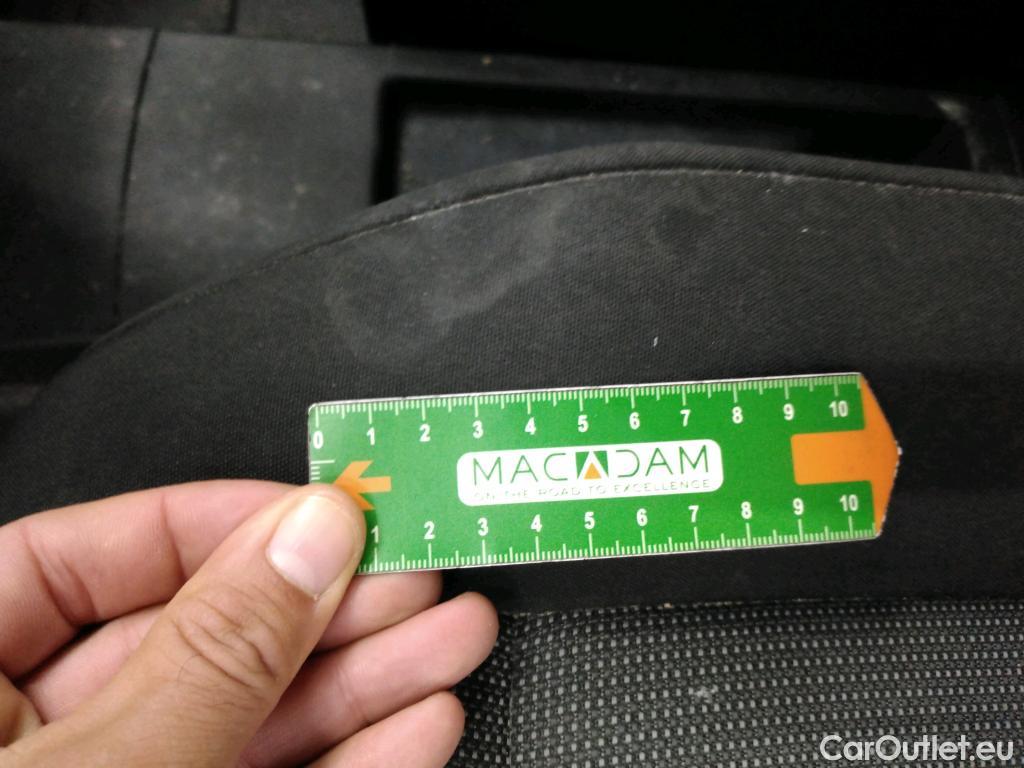 0 1 2 3 4 5 6 7 8 9 10
MACADAM
ON THE ROAD TO EXCELLENCE
1 2 3 4 5 6 7 8 9 10
CarOutlet.eu